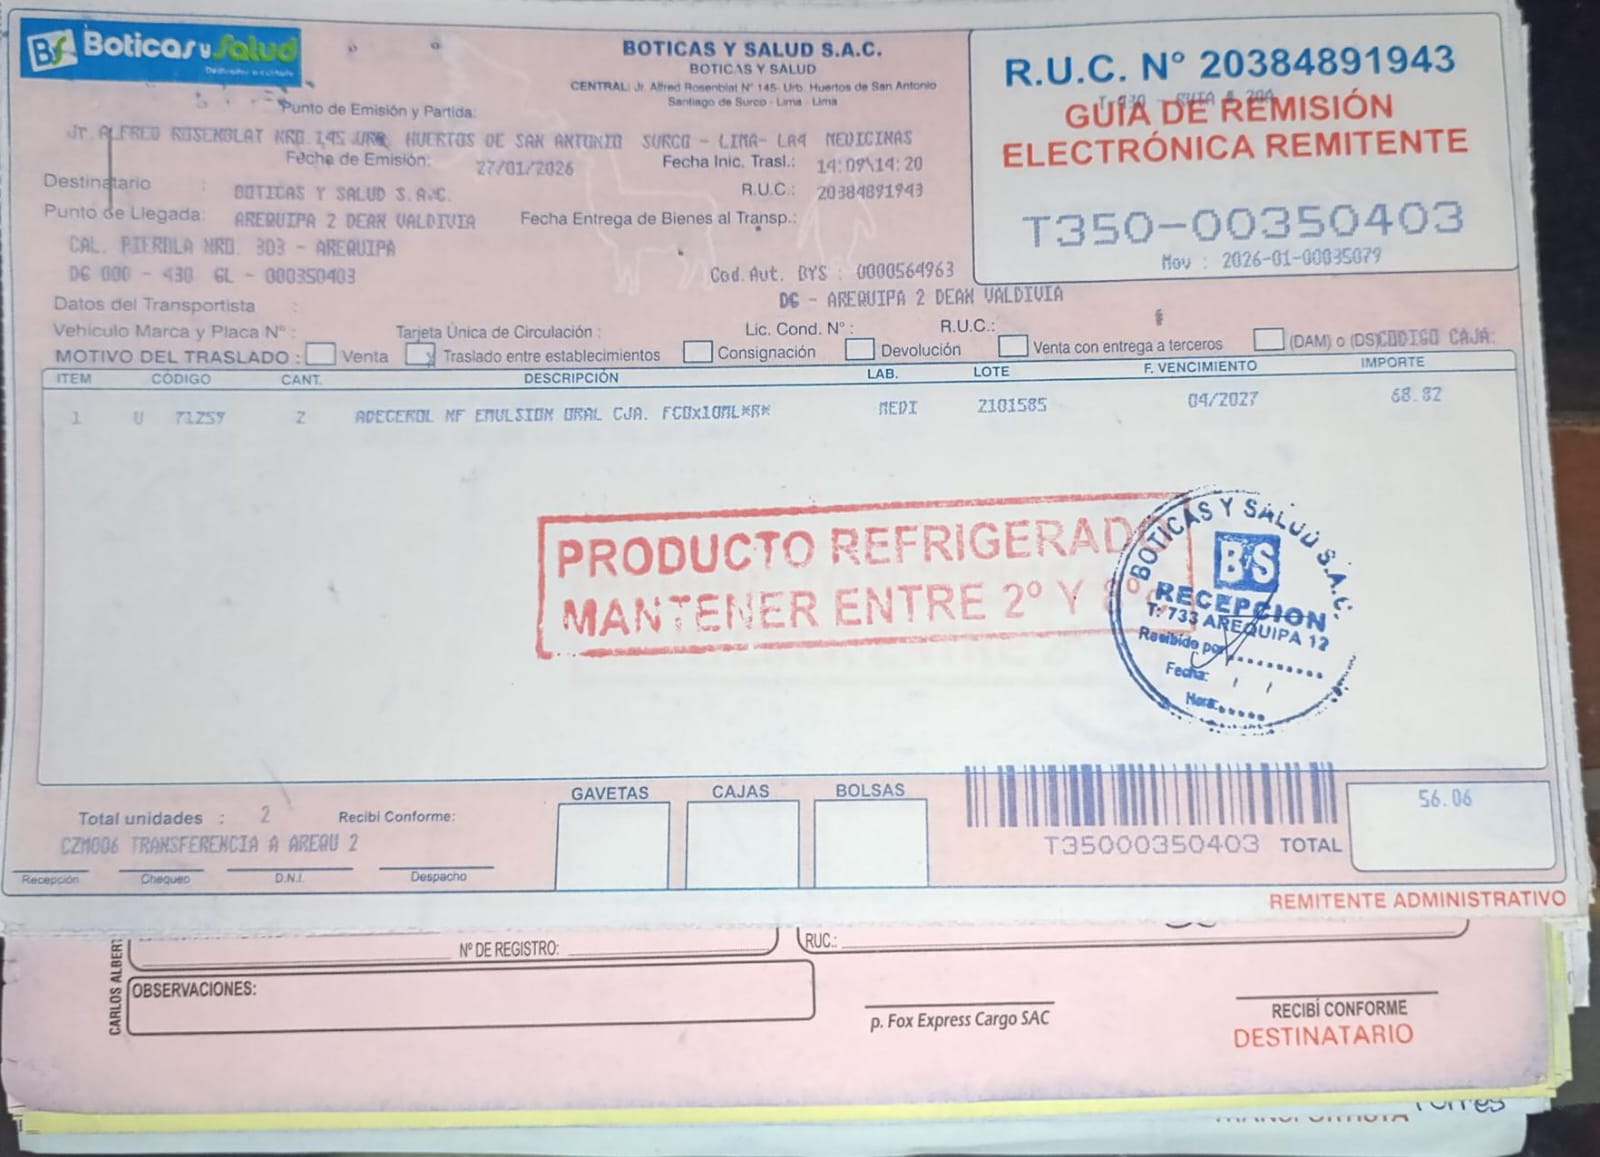 BS Boticas y Salud
BOTICAS Y SALUD S.A.C.
BOTICAS Y SALUD
CENTRAL: Jr. Alfred Rosenblat N° 145- Urb. Huertos de San Antonio
Santiago de Surco - Lima - Lima
R.U.C. N° 20384891943
GUÍA DE REMISIÓN
ELECTRÓNICA REMITENTE
T350-00350403
Mov : 2026-01-00035079
Punto de Emisión y Partida:
Jr. ALFRED ROSENBLAT NRO 145 URB. HUERTOS DE SAN ANTONIO SURCO - LIMA- LA4 MEDICINAS
Fecha de Emisión: 27/01/2026 Fecha Inic. Trasl.: 14:09\14:20
Destinatario : BOTICAS Y SALUD S.A.C. R.U.C.: 20384891943
Punto de Llegada: AREQUIPA 2 DEAN VALDIVIA Fecha Entrega de Bienes al Transp.:
CAL. PIEROLA NRO. 303 - AREQUIPA
DG 000 - 430 GL - 000350403 Cod. Aut. BYS : 0000564963
Datos del Transportista : DG - AREQUIPA 2 DEAN VALDIVIA
Vehículo Marca y Placa N° : Tarjeta Única de Circulación : Lic. Cond. N° : R.U.C.:
MOTIVO DEL TRASLADO : Venta x Traslado entre establecimientos Consignación Devolución Venta con entrega a terceros (DAM) o (DS)CODIGO CAJA:
ITEM CÓDIGO CANT. DESCRIPCIÓN LAB. LOTE F. VENCIMIENTO IMPORTE
1 U 71259 2 ADECEROL NF EMULSION ORAL CJA. FCOx10ML*R* MEDI 2101585 04/2027 68.82
PRODUCTO REFRIGERADO
MANTENER ENTRE 2° Y 8°
BOTICAS Y SALUD S.A.C.
BS
RECEPCION
T: 733 AREQUIPA 12
Recibido por
Fecha: / /
Hora:
Total unidades : 2 Recibí Conforme:
CZM006 TRANSFERENCIA A AREQU 2
Recepción Chequeo D.N.I. Despacho
GAVETAS CAJAS BOLSAS
T35000350403 TOTAL 56.06
REMITENTE ADMINISTRATIVO
CARLOS ALBERT
N° DE REGISTRO: RUC.:
OBSERVACIONES:
p. Fox Express Cargo SAC
RECIBÍ CONFORME
DESTINATARIO